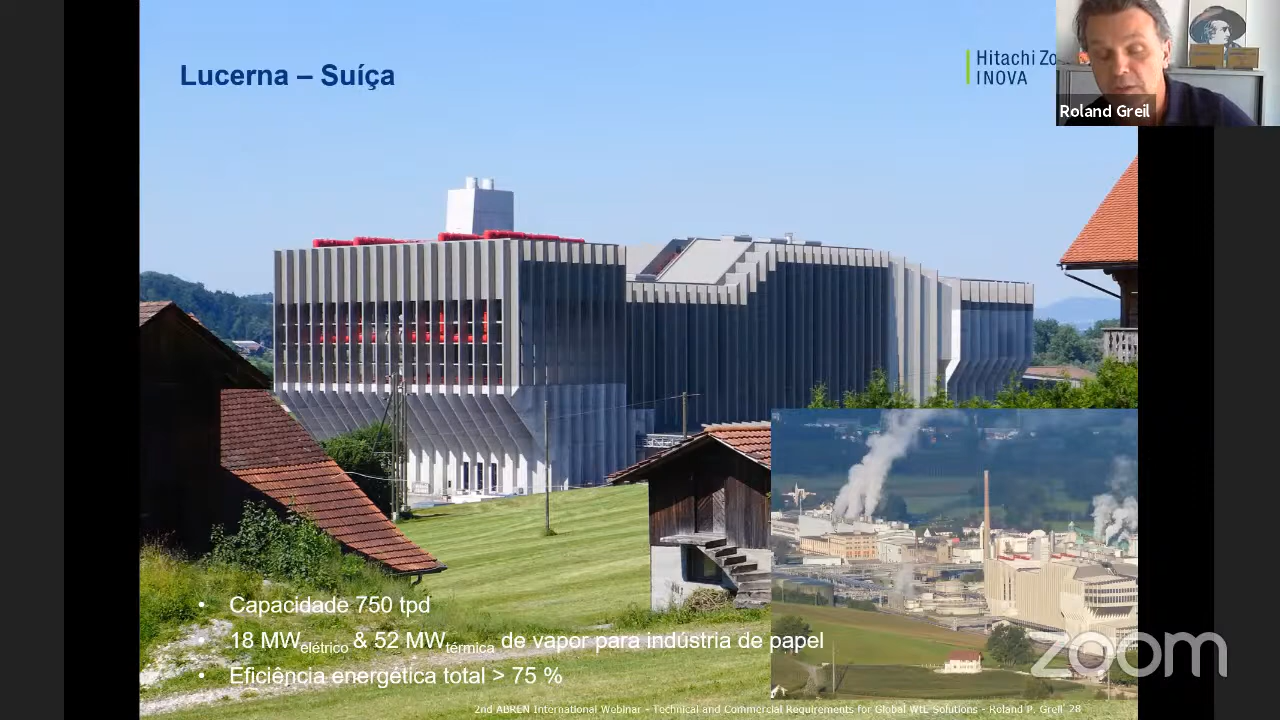 Lucerna – Suíça
Hitachi Zo
INOVA
Roland Greil
• Capacidade 750 tpd
• 18 MWelétrico & 52 MWtérmica de vapor para indústria de papel
• Eficiência energética total > 75 %
zoom
2nd ABREN International Webinar - Technical and Commercial Requirements for Global WtE Solutions - Roland P. Greil 28